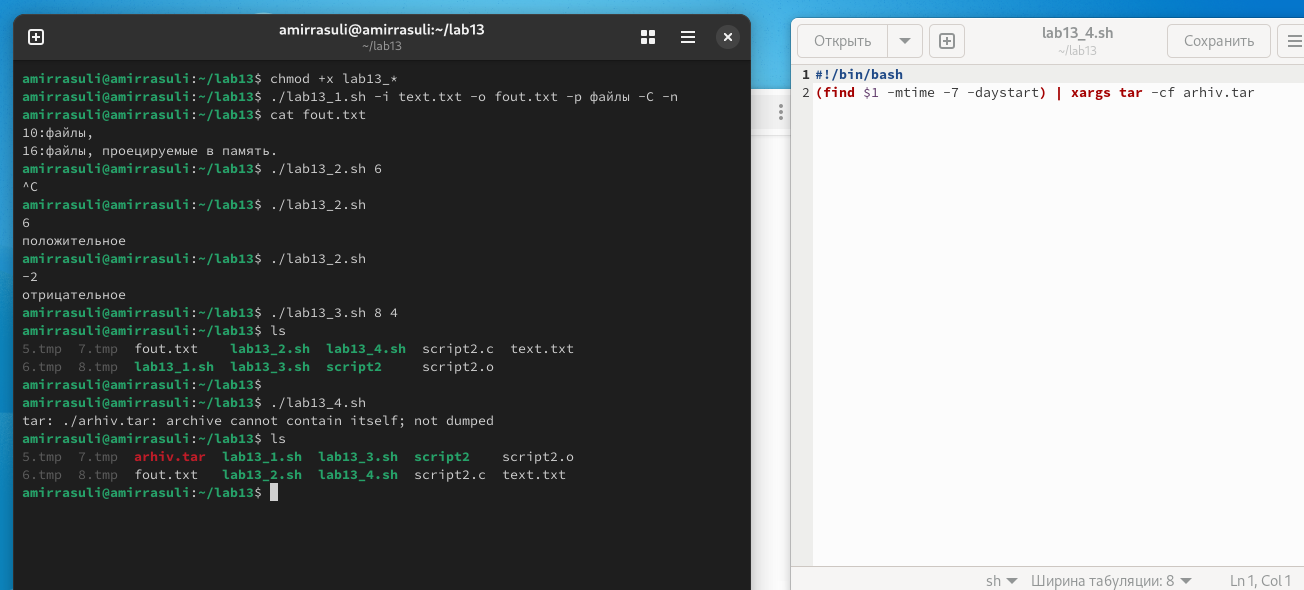 amirrasuli@amirrasuli:~/lab13
~/lab13
amirrasuli@amirrasuli:~/lab13$ chmod +x lab13_*
amirrasuli@amirrasuli:~/lab13$ ./lab13_1.sh -i text.txt -o fout.txt -p файлы -C -n
amirrasuli@amirrasuli:~/lab13$ cat fout.txt
10:файлы,
16:файлы, проецируемые в память.
amirrasuli@amirrasuli:~/lab13$ ./lab13_2.sh 6
^C
amirrasuli@amirrasuli:~/lab13$ ./lab13_2.sh
6
положительное
amirrasuli@amirrasuli:~/lab13$ ./lab13_2.sh
-2
отрицательное
amirrasuli@amirrasuli:~/lab13$ ./lab13_3.sh 8 4
amirrasuli@amirrasuli:~/lab13$ ls
5.tmp  7.tmp  fout.txt    lab13_2.sh  lab13_4.sh  script2.c  text.txt
6.tmp  8.tmp  lab13_1.sh  lab13_3.sh  script2     script2.o
amirrasuli@amirrasuli:~/lab13$
amirrasuli@amirrasuli:~/lab13$ ./lab13_4.sh
tar: ./arhiv.tar: archive cannot contain itself; not dumped
amirrasuli@amirrasuli:~/lab13$ ls
5.tmp  7.tmp  arhiv.tar  lab13_1.sh  lab13_3.sh  script2    script2.o
6.tmp  8.tmp  fout.txt   lab13_2.sh  lab13_4.sh  script2.c  text.txt
amirrasuli@amirrasuli:~/lab13$
Открыть
lab13_4.sh
~/lab13
Сохранить
1 #!/bin/bash
2 (find $1 -mtime -7 -daystart) | xargs tar -cf arhiv.tar
sh
Ширина табуляции: 8
Ln 1, Col 1